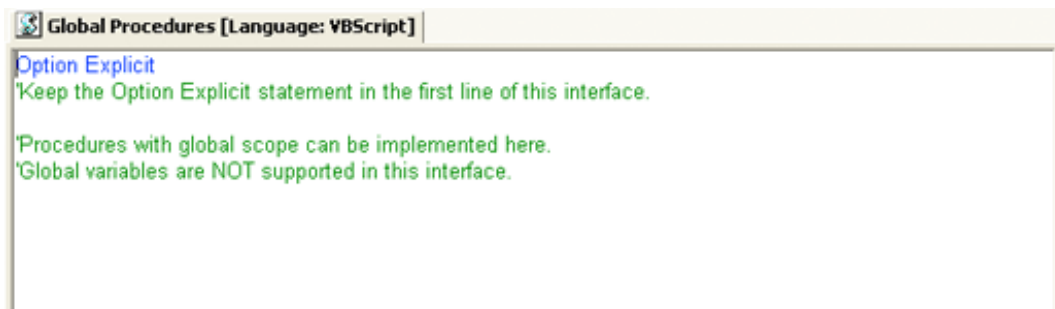 Global Procedures [Language: VBScript]
Option Explicit
'Keep the Option Explicit statement in the first line of this interface.
'Procedures with global scope can be implemented here.
'Global variables are NOT supported in this interface.